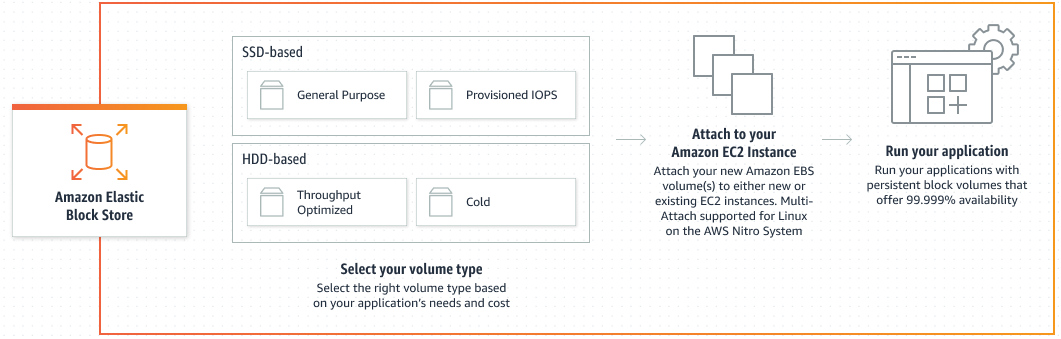 Amazon Elastic
Block Store
SSD-based
General Purpose
Provisioned IOPS
HDD-based
Throughput
Optimized
Cold
Select your volume type
Select the right volume type based
on your application's needs and cost
Attach to your
Amazon EC2 Instance
Attach your new Amazon EBS
volume(s) to either new or
existing EC2 instances. Multi-
Attach supported for Linux
on the AWS Nitro System
Run your application
Run your applications with
persistent block volumes that
offer 99.999% availability